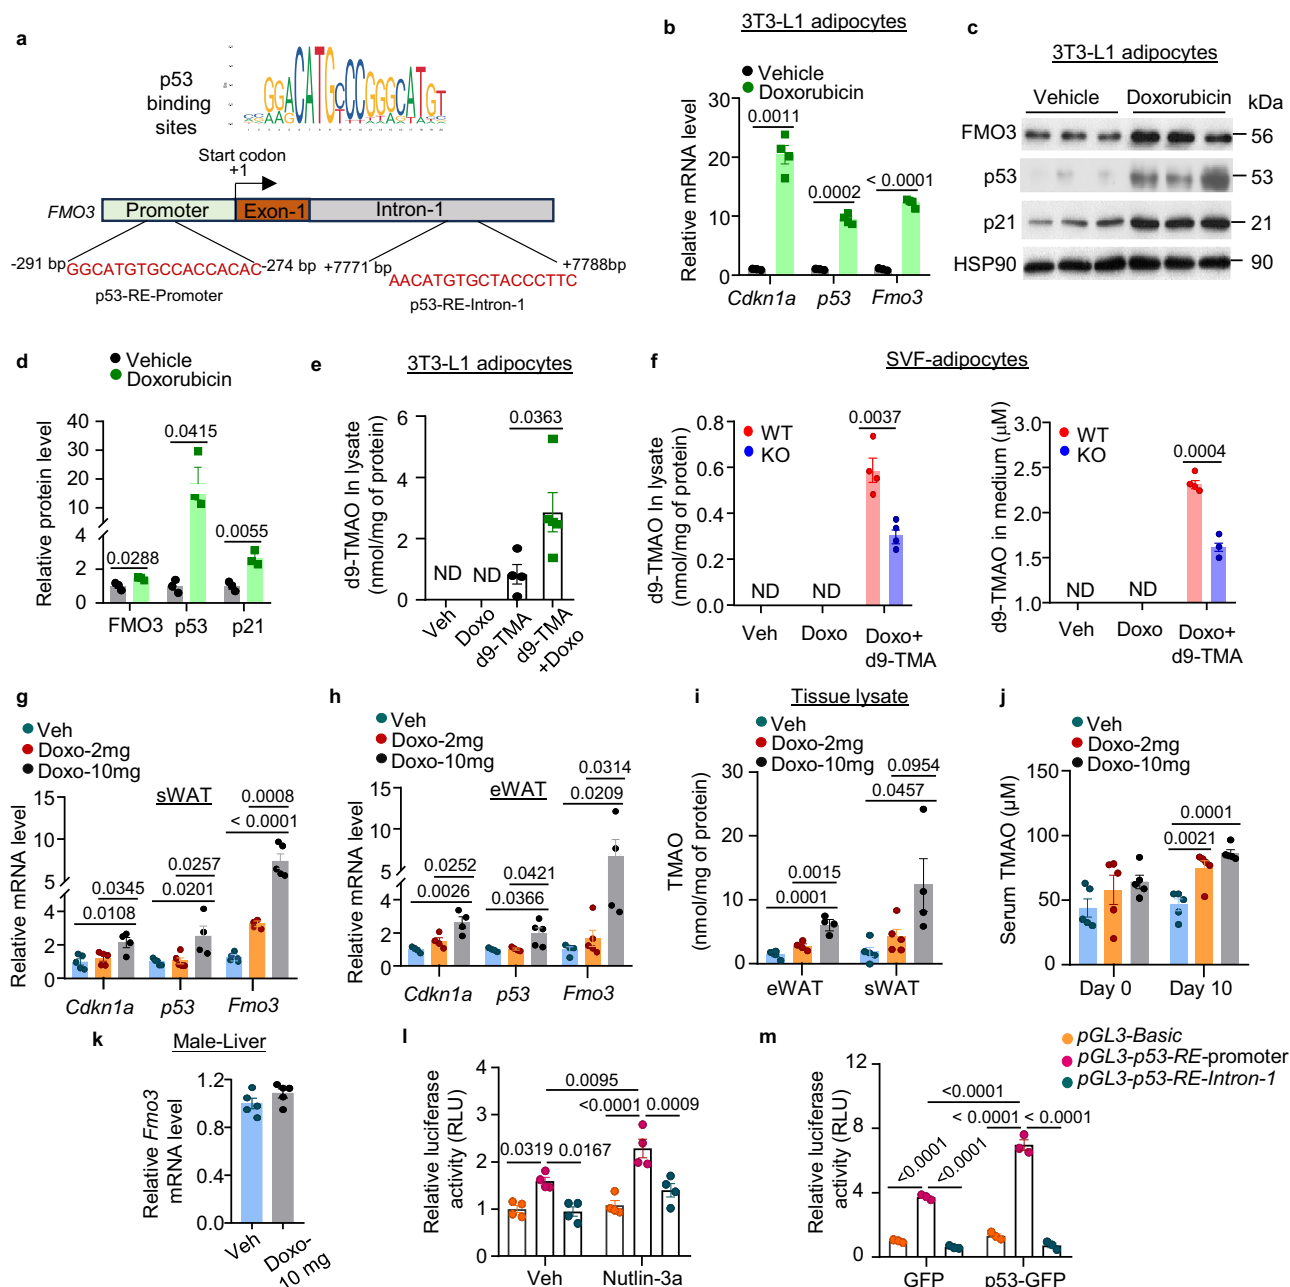 a
p53
binding
sites
Start codon
+1
FMO3 Promoter Exon-1 Intron-1
-291 bp GGCATGTGCCACCACAC -274 bp
p53-RE-Promoter
+7771 bp AACATGTGCTACCCTTC +7788bp
p53-RE-Intron-1
b
3T3-L1 adipocytes
Vehicle
Doxorubicin
Relative mRNA level
30
20
10
0
0.0011
0.0002
< 0.0001
Cdkn1a p53 Fmo3
c
3T3-L1 adipocytes
Vehicle Doxorubicin kDa
FMO3 56
p53 53
p21 21
HSP90 90
d
Vehicle
Doxorubicin
Relative protein level
40
30
20
10
4
2
0
0.0288
0.0415
0.0055
FMO3 p53 p21
e
3T3-L1 adipocytes
d9-TMAO In lysate
(nmol/mg of protein)
6
4
2
0
0.0363
ND ND
Veh Doxo d9-TMA d9-TMA
+Doxo
f
SVF-adipocytes
d9-TMAO In lysate
(nmol/mg of protein)
0.8
0.6
0.4
0.2
0.0
WT
KO
0.0037
ND ND
Veh Doxo Doxo+
d9-TMA
d9-TMAO in medium (µM)
3.0
2.5
2.0
1.5
1.0
WT
KO
0.0004
ND ND
Veh Doxo Doxo+
d9-TMA
g
Veh
Doxo-2mg
Doxo-10mg
sWAT
Relative mRNA level
15
10
5
4
2
0
0.0345
0.0108
0.0257
0.0201
0.0008
< 0.0001
Cdkn1a p53 Fmo3
h
Veh
Doxo-2mg
Doxo-10mg
eWAT
Relative mRNA level
15
10
5
4
2
0
0.0252
0.0026
0.0421
0.0366
0.0314
0.0209
Cdkn1a p53 Fmo3
i
Tissue lysate
Veh
Doxo-2mg
Doxo-10mg
TMAO
(nmol/mg of protein)
30
20
10
0
0.0015
0.0001
0.0954
0.0457
eWAT sWAT
j
Veh
Doxo-2mg
Doxo-10mg
Serum TMAO (µM)
150
100
50
0
0.0001
0.0021
Day 0 Day 10
k
Male-Liver
Relative Fmo3
mRNA level
1.2
0.8
0.4
0.0
Veh Doxo-
10 mg
l
Relative luciferase
activity (RLU)
4
3
2
1
0
0.0095
<0.0001 0.0009
0.0319 0.0167
Veh Nutlin-3a
m
pGL3-Basic
pGL3-p53-RE-promoter
pGL3-p53-RE-Intron-1
Relative luciferase
activity (RLU)
12
8
4
0
<0.0001
< 0.0001 < 0.0001
<0.0001 <0.0001
GFP p53-GFP